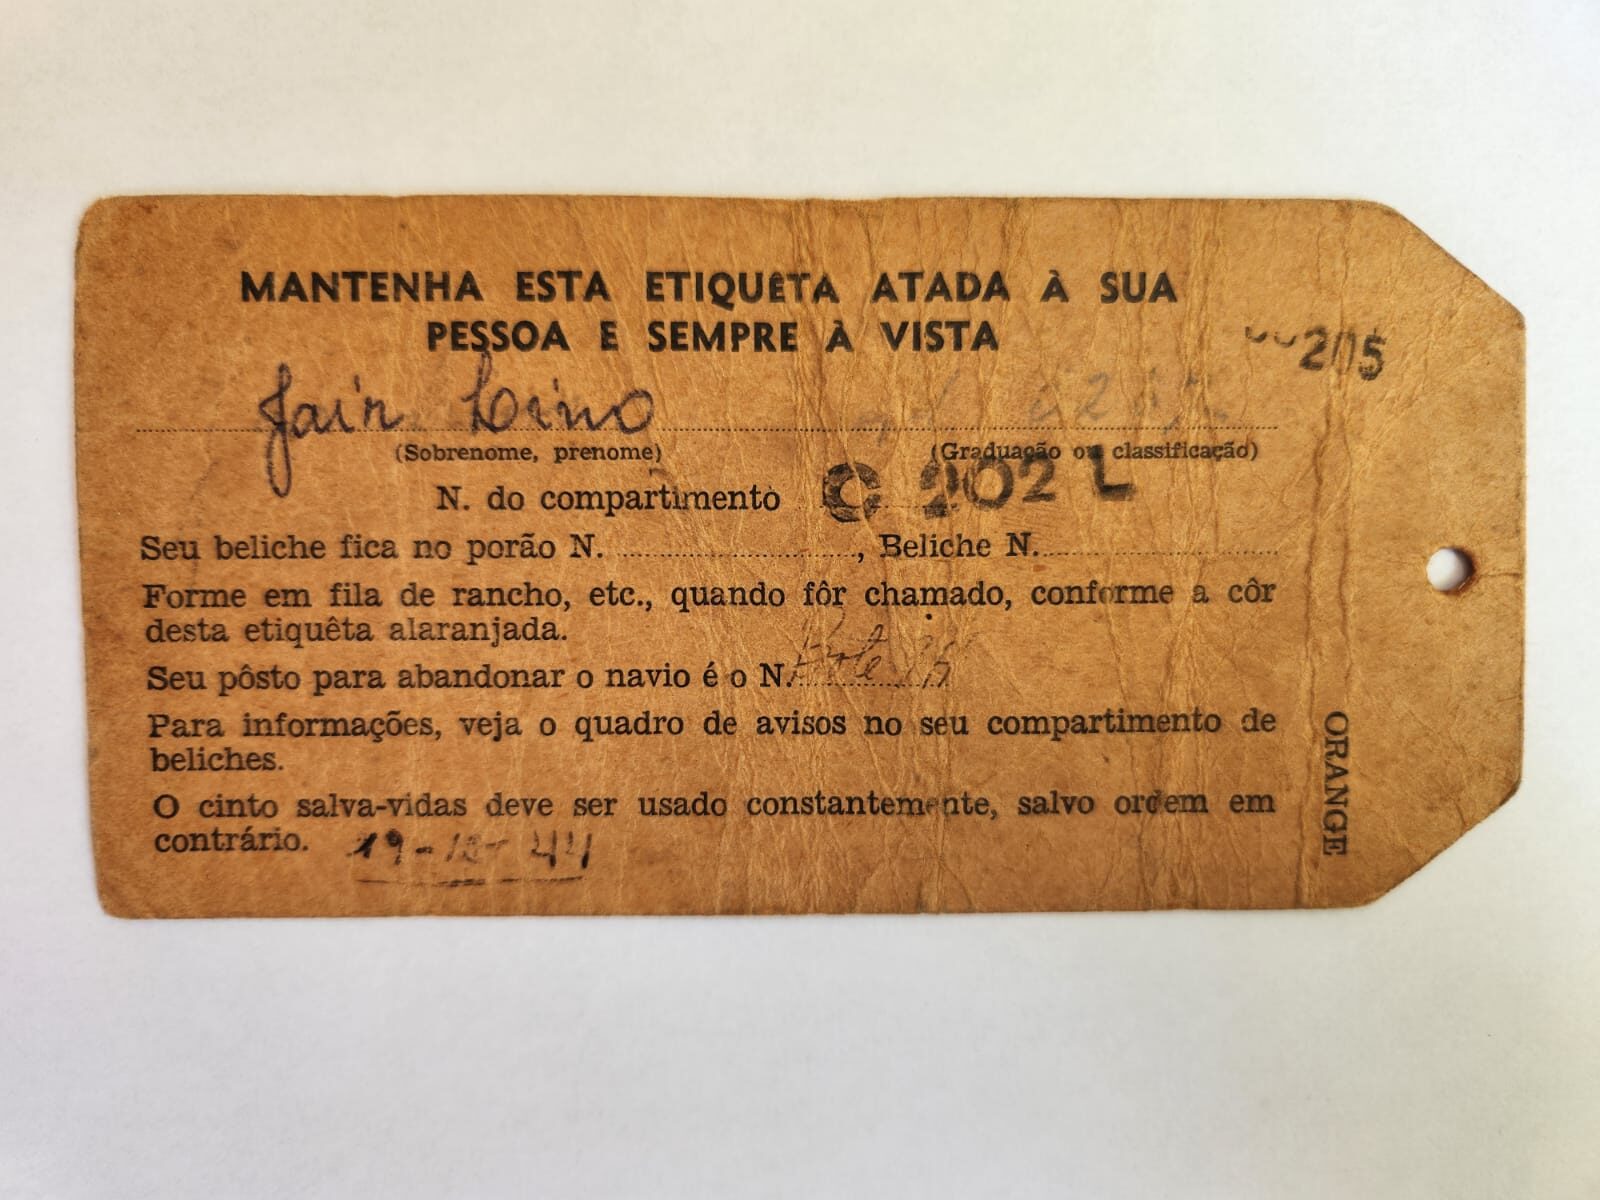 MANTENHA ESTA ETIQUÊTA ATADA À SUA
PESSOA E SEMPRE À VISTA
205
Jair Lino
(Sobrenome, prenome) (Graduação ou classificação)
N. do compartimento C 202 L
Seu beliche fica no porão N. , Beliche N.
Forme em fila de rancho, etc., quando fôr chamado, conforme a côr
desta etiquêta alaranjada.
Seu pôsto para abandonar o navio é o N.
Para informações, veja o quadro de avisos no seu compartimento de
beliches.
O cinto salva-vidas deve ser usado constantemente, salvo ordem em
contrário.
ORANGE